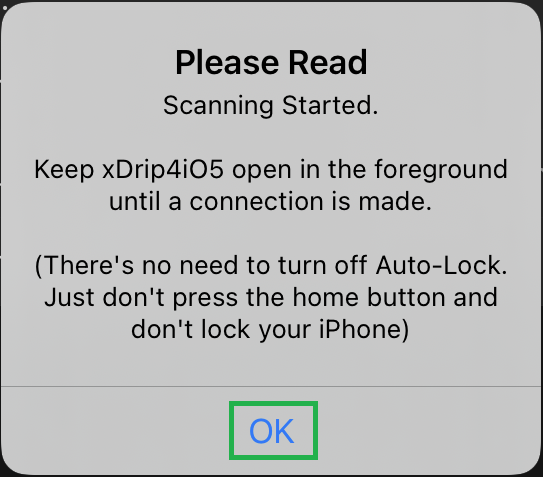 Please Read
Scanning Started.
Keep xDrip4iO5 open in the foreground
until a connection is made.
(There's no need to turn off Auto-Lock.
Just don't press the home button and
don't lock your iPhone)
OK